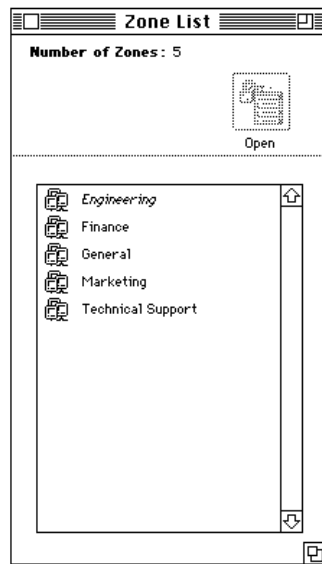 Zone List
Number of Zones: 5
Open
Engineering
Finance
General
Marketing
Technical Support